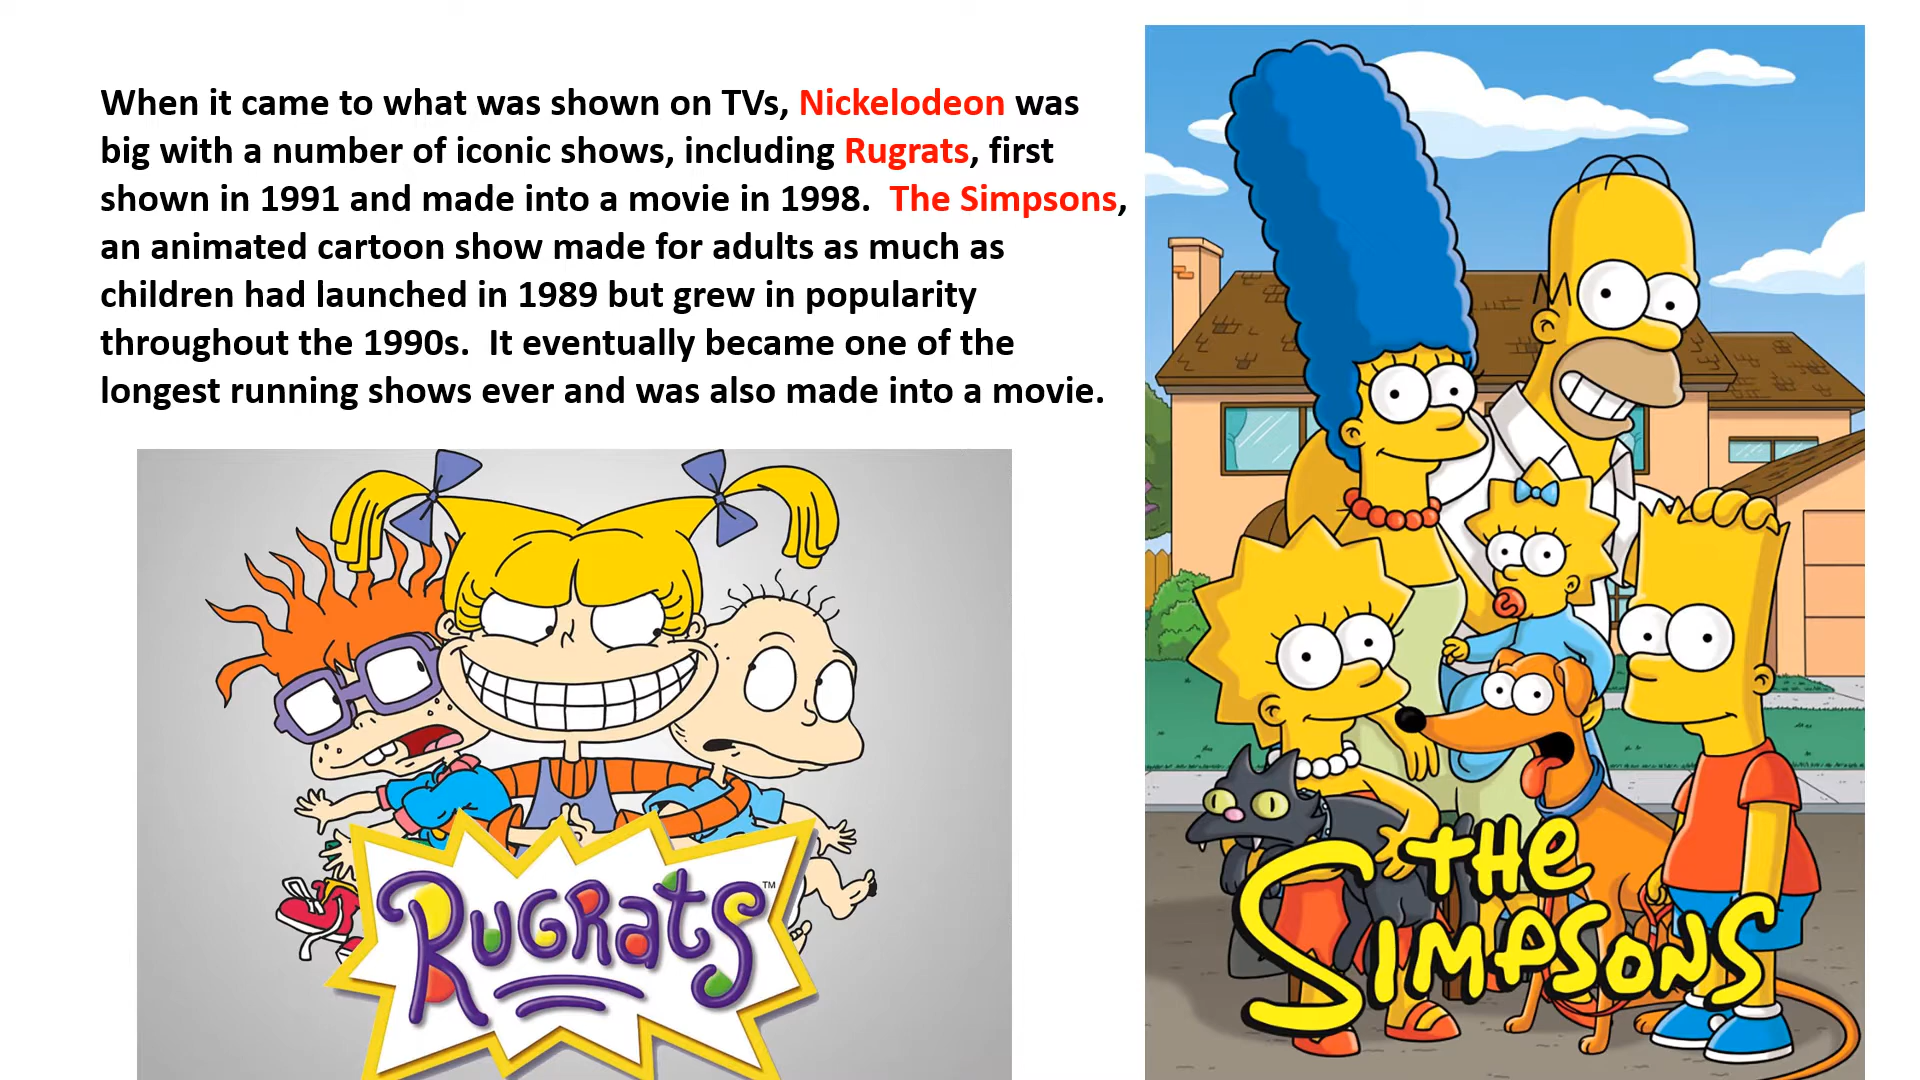 When it came to what was shown on TVs, Nickelodeon was
big with a number of iconic shows, including Rugrats, first
shown in 1991 and made into a movie in 1998.  The Simpsons,
an animated cartoon show made for adults as much as
children had launched in 1989 but grew in popularity
throughout the 1990s.  It eventually became one of the
longest running shows ever and was also made into a movie.
RUGRATS™
THE
SIMPSONS